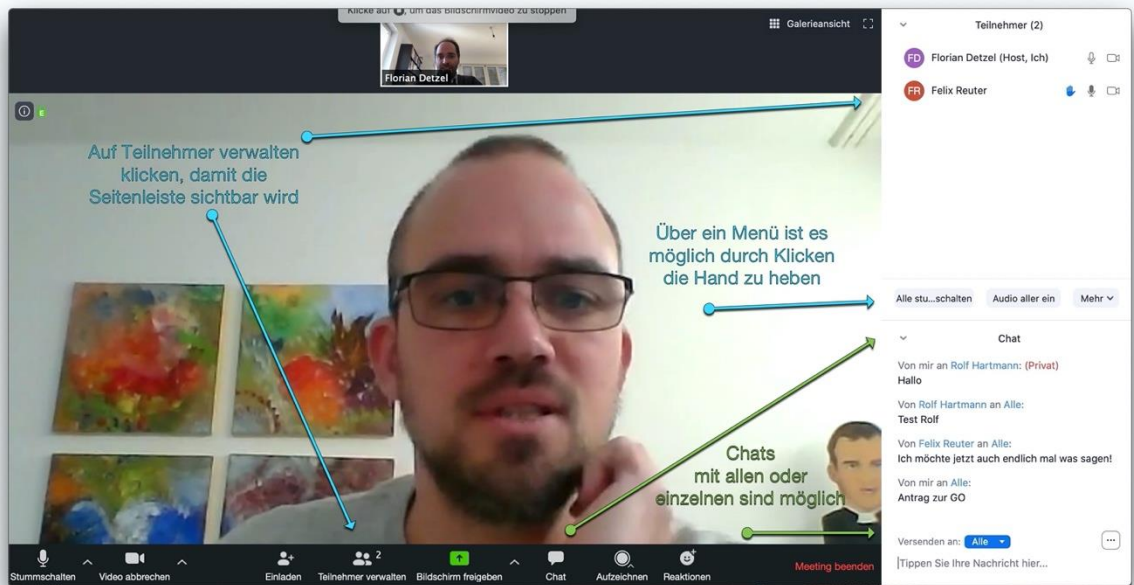 Klicke auf , um das Bildschirmvideo zu stoppen
Galerieansicht
Florian Detzel
E
Auf Teilnehmer verwalten
klicken, damit die
Seitenleiste sichtbar wird
Über ein Menü ist es
möglich durch Klicken
die Hand zu heben
Chats
mit allen oder
einzelnen sind möglich
Stummschalten
Video abbrechen
Einladen
2
Teilnehmer verwalten
Bildschirm freigeben
Chat
Aufzeichnen
Reaktionen
Meeting beenden
Teilnehmer (2)
FD Florian Detzel (Host, Ich)
FR Felix Reuter
Alle stu...schalten
Audio aller ein
Mehr
Chat
Von mir an Rolf Hartmann: (Privat)
Hallo
Von Rolf Hartmann an Alle:
Test Rolf
Von Felix Reuter an Alle:
Ich möchte jetzt auch endlich mal was sagen!
Von mir an Alle:
Antrag zur GO
Versenden an: Alle
...
Tippen Sie Ihre Nachricht hier...